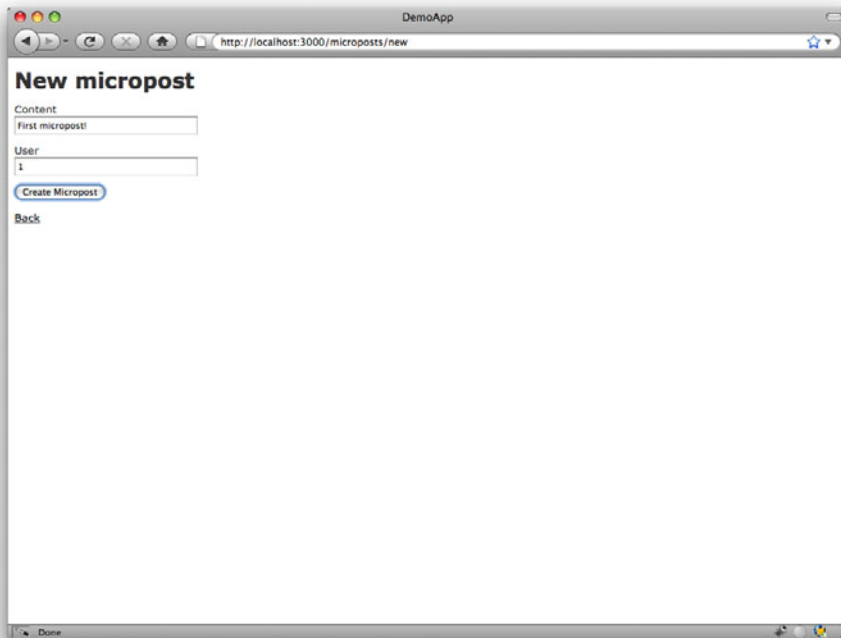 DemoApp
http://localhost:3000/microposts/new
New micropost
Content
First micropost!
User
1
Create Micropost
Back
Done